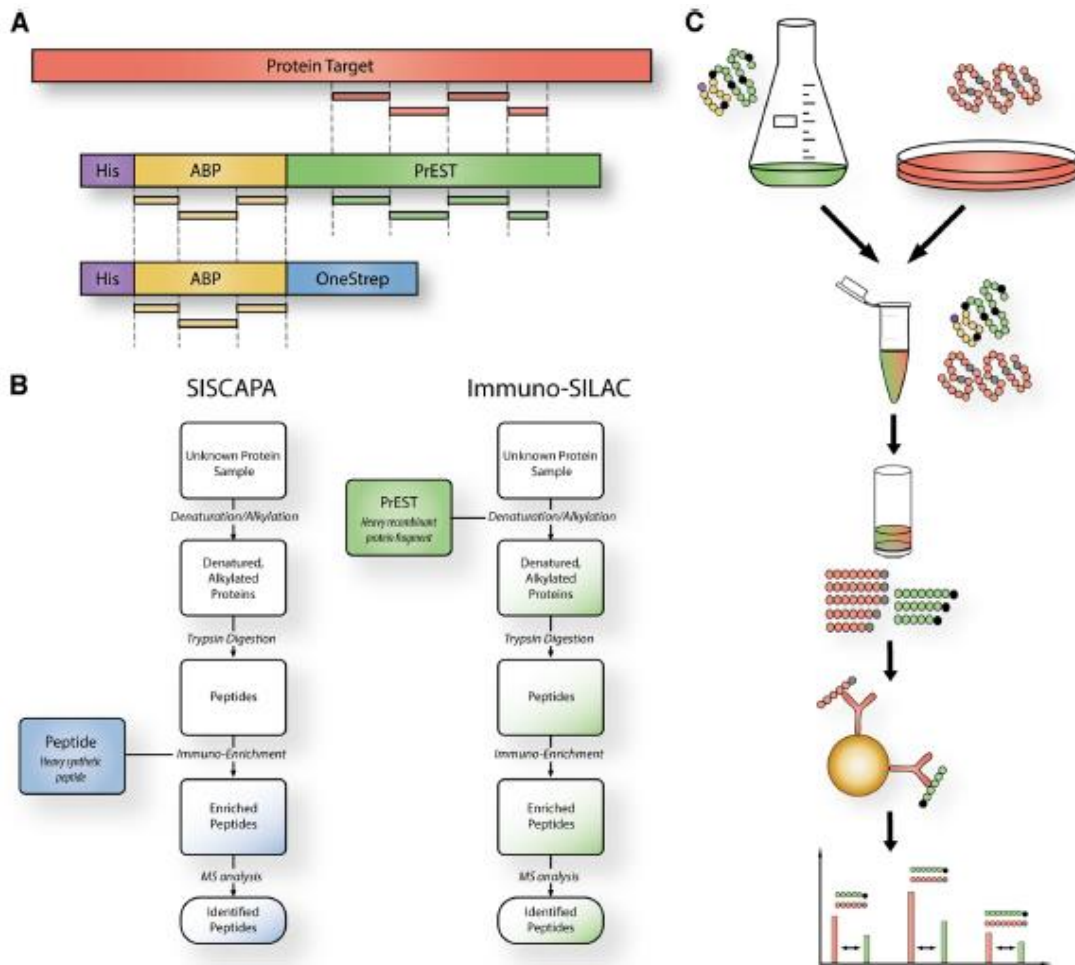 A
Protein Target
His ABP PrEST
His ABP OneStrep
B
SISCAPA
Unknown Protein
Sample
Denaturation/Alkylation
Denatured,
Alkylated
Proteins
Trypsin Digestion
Peptides
Peptide
Heavy synthetic
peptide
Immuno-Enrichment
Enriched
Peptides
MS analysis
Identified
Peptides
Immuno-SILAC
Unknown Protein
Sample
PrEST
Heavy recombinant
protein fragment
Denaturation/Alkylation
Denatured,
Alkylated
Proteins
Trypsin Digestion
Peptides
Immuno-Enrichment
Enriched
Peptides
MS analysis
Identified
Peptides
C